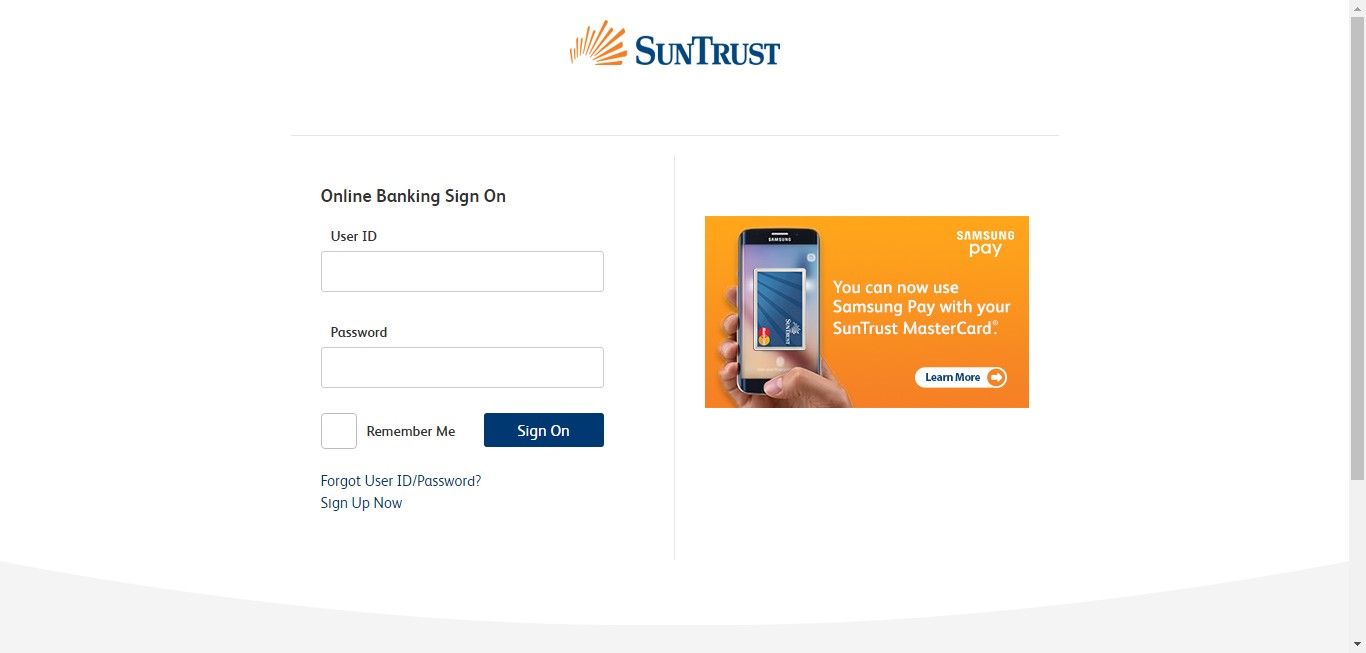 SUNTRUST
Online Banking Sign On
User ID
Password
Remember Me
Sign On
Forgot User ID/Password?
Sign Up Now
SAMSUNG
pay
SAMSUNG
You can now use
Samsung Pay with your
SunTrust MasterCard®.
SUNTRUST
Learn More